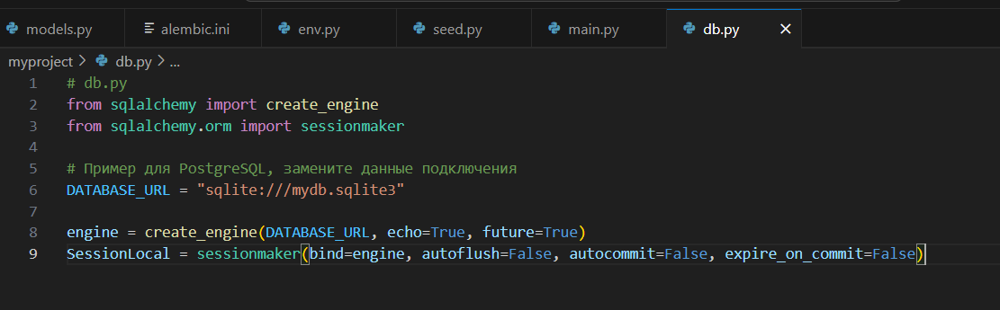 models.py alembic.ini env.py seed.py main.py db.py
myproject > db.py > ...
1 # db.py
2 from sqlalchemy import create_engine
3 from sqlalchemy.orm import sessionmaker
4
5 # Пример для PostgreSQL, замените данные подключения
6 DATABASE_URL = "sqlite:///mydb.sqlite3"
7
8 engine = create_engine(DATABASE_URL, echo=True, future=True)
9 SessionLocal = sessionmaker(bind=engine, autoflush=False, autocommit=False, expire_on_commit=False)